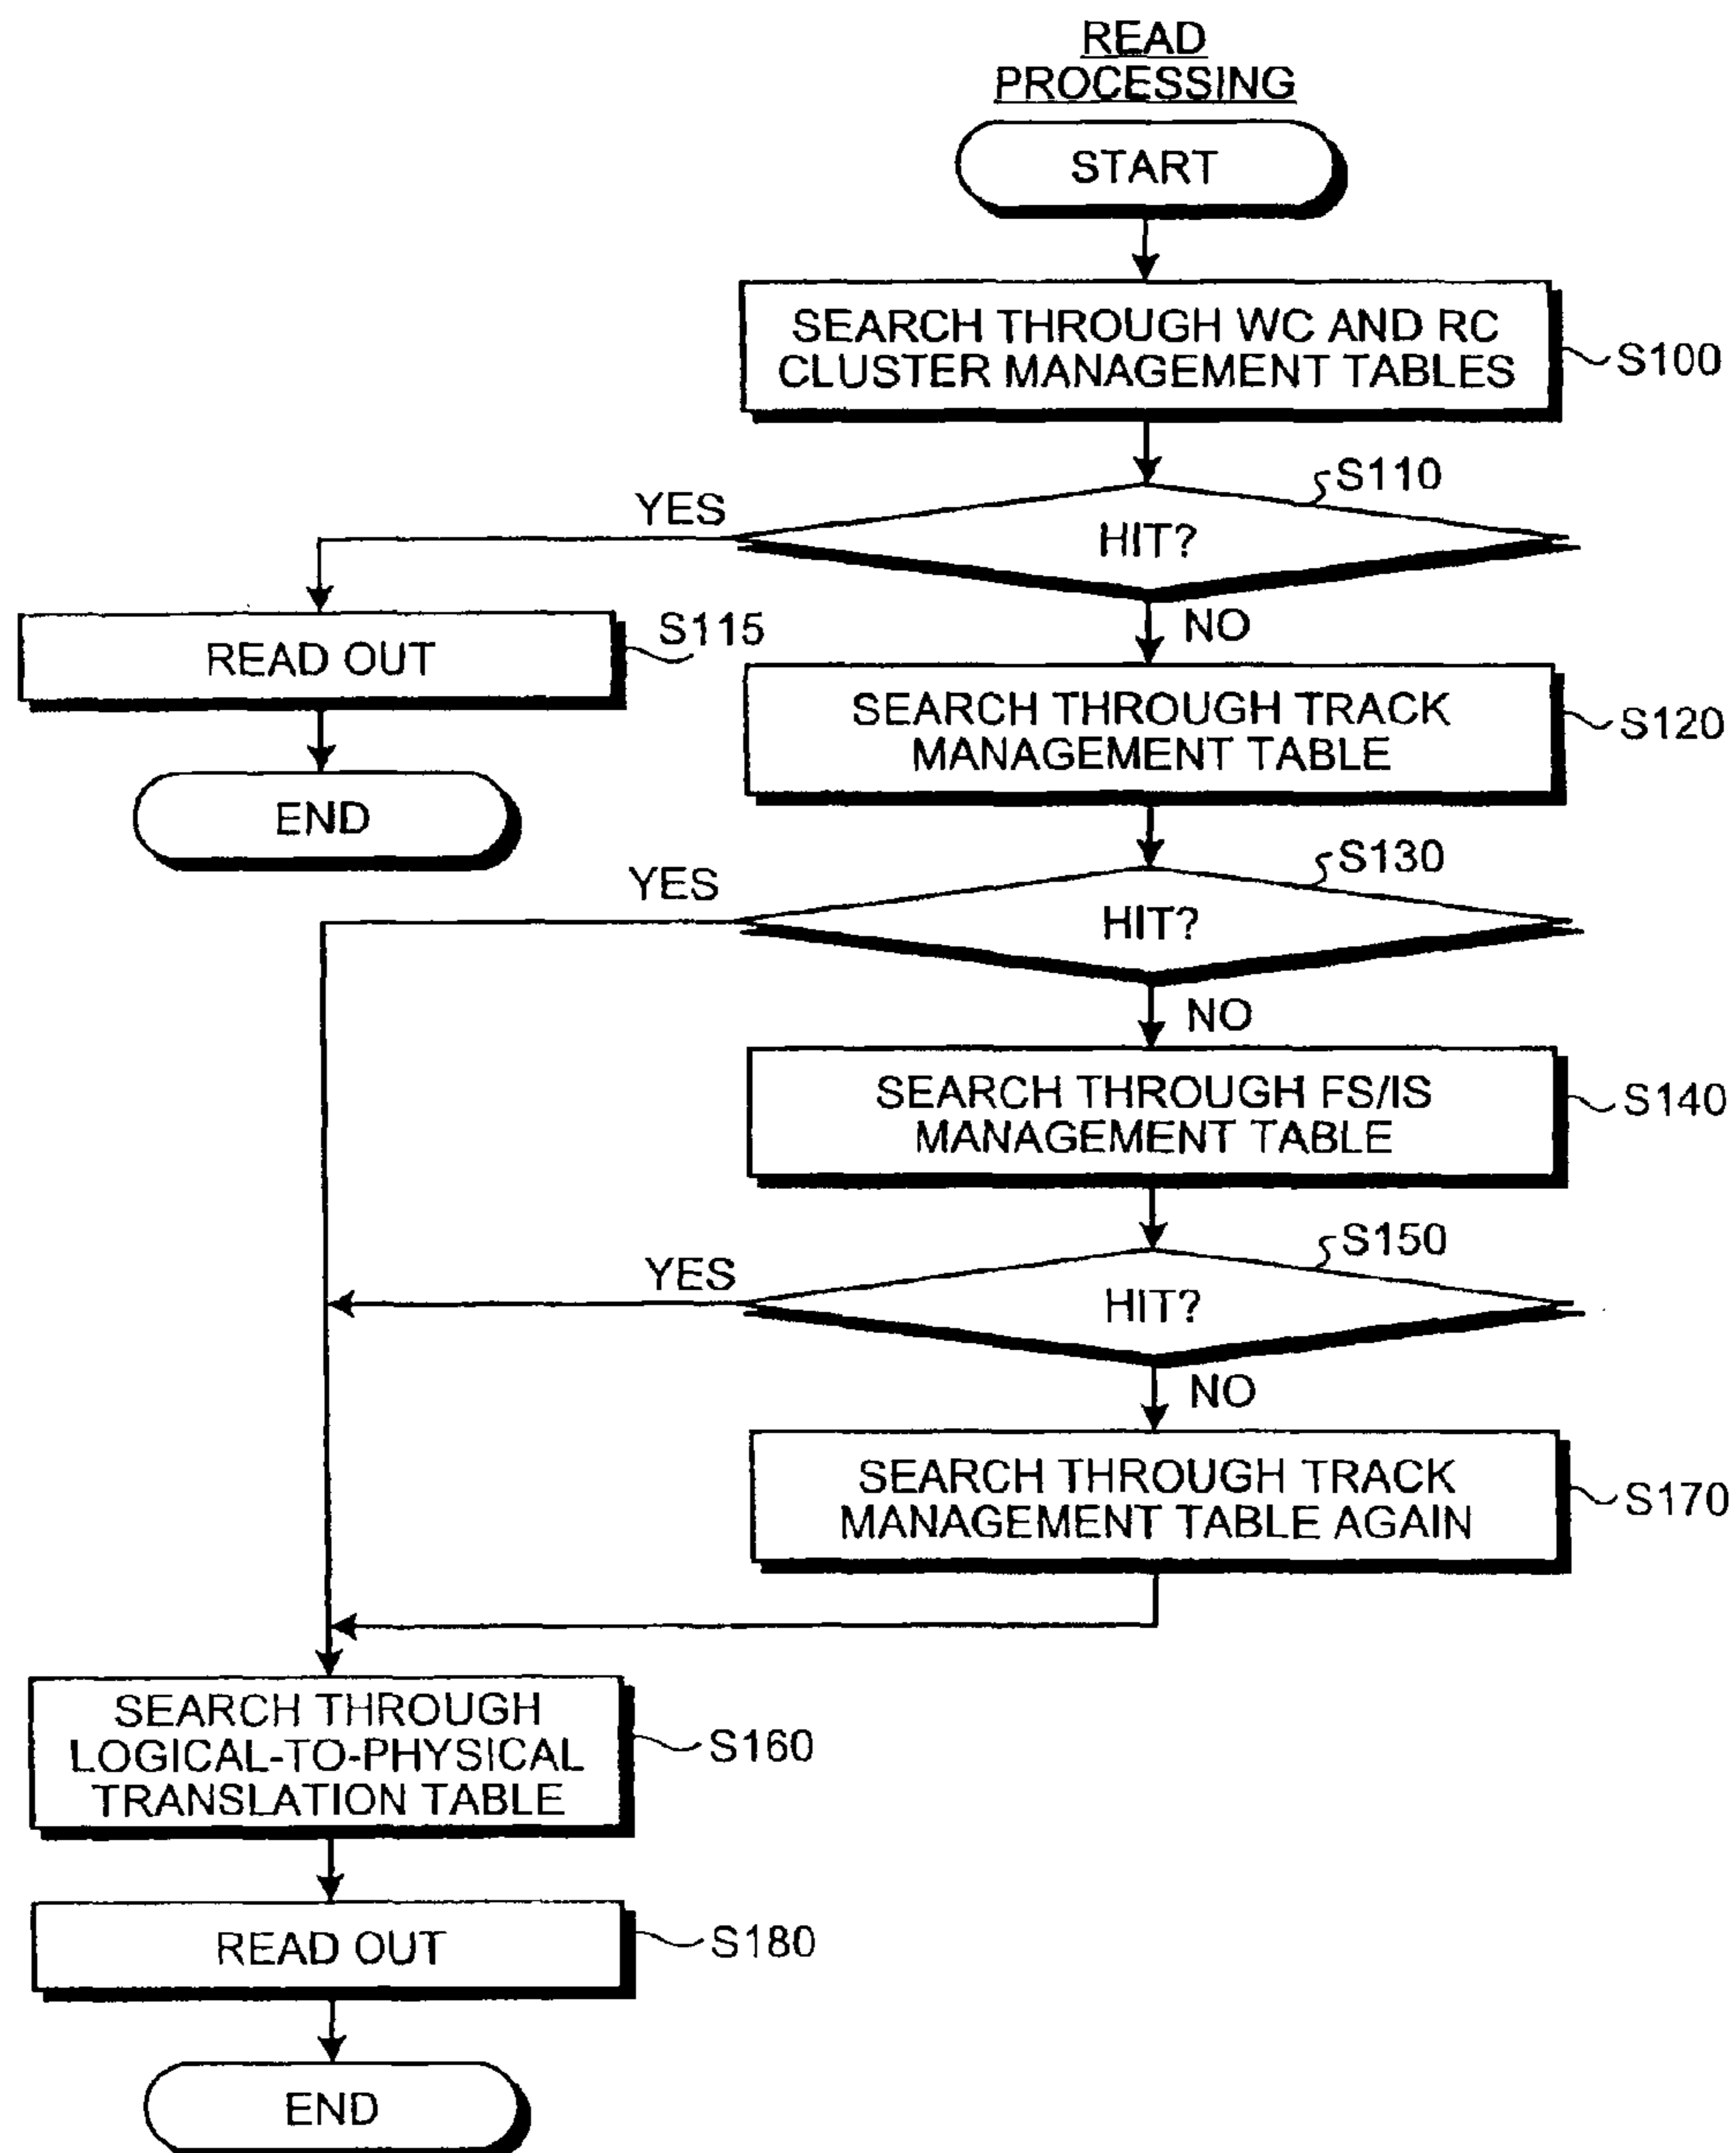 READ
PROCESSING
START
SEARCH THROUGH WC AND RC
CLUSTER MANAGEMENT TABLES
S100
S110
YES
HIT?
NO
READ OUT
S115
END
SEARCH THROUGH TRACK
MANAGEMENT TABLE
S120
S130
YES
HIT?
NO
SEARCH THROUGH FS/IS
MANAGEMENT TABLE
S140
S150
YES
HIT?
NO
SEARCH THROUGH TRACK
MANAGEMENT TABLE AGAIN
S170
SEARCH THROUGH
LOGICAL-TO-PHYSICAL
TRANSLATION TABLE
S160
READ OUT
S180
END